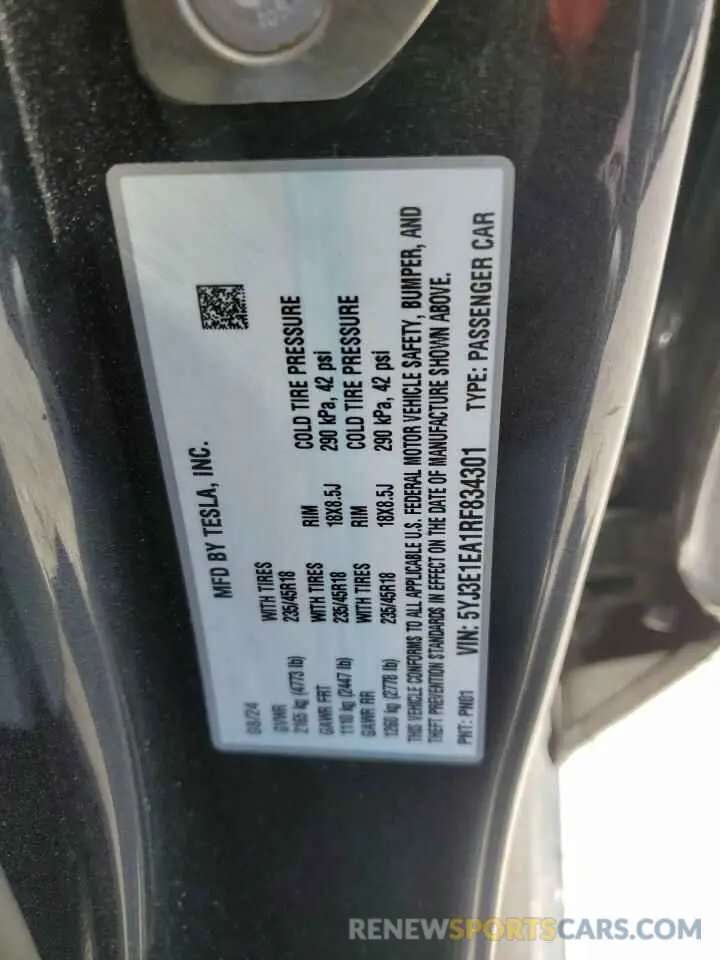 MFD BY TESLA, INC.
08/24
GVWR
2165 kg (4773 lb)
WITH TIRES
235/45R18
RIM
18X8.5J
COLD TIRE PRESSURE
290 kPa, 42 psi
GAWR FRT
1110 kg (2447 lb)
WITH TIRES
235/45R18
RIM
18X8.5J
COLD TIRE PRESSURE
290 kPa, 42 psi
GAWR RR
1260 kg (2778 lb)
THIS VEHICLE CONFORMS TO ALL APPLICABLE U.S. FEDERAL MOTOR VEHICLE SAFETY, BUMPER, AND
THEFT PREVENTION STANDARDS IN EFFECT ON THE DATE OF MANUFACTURE SHOWN ABOVE.
PNT: PN01 VIN: 5YJ3E1EA1RF834301 TYPE: PASSENGER CAR
RENEWSPORTSCARS.COM